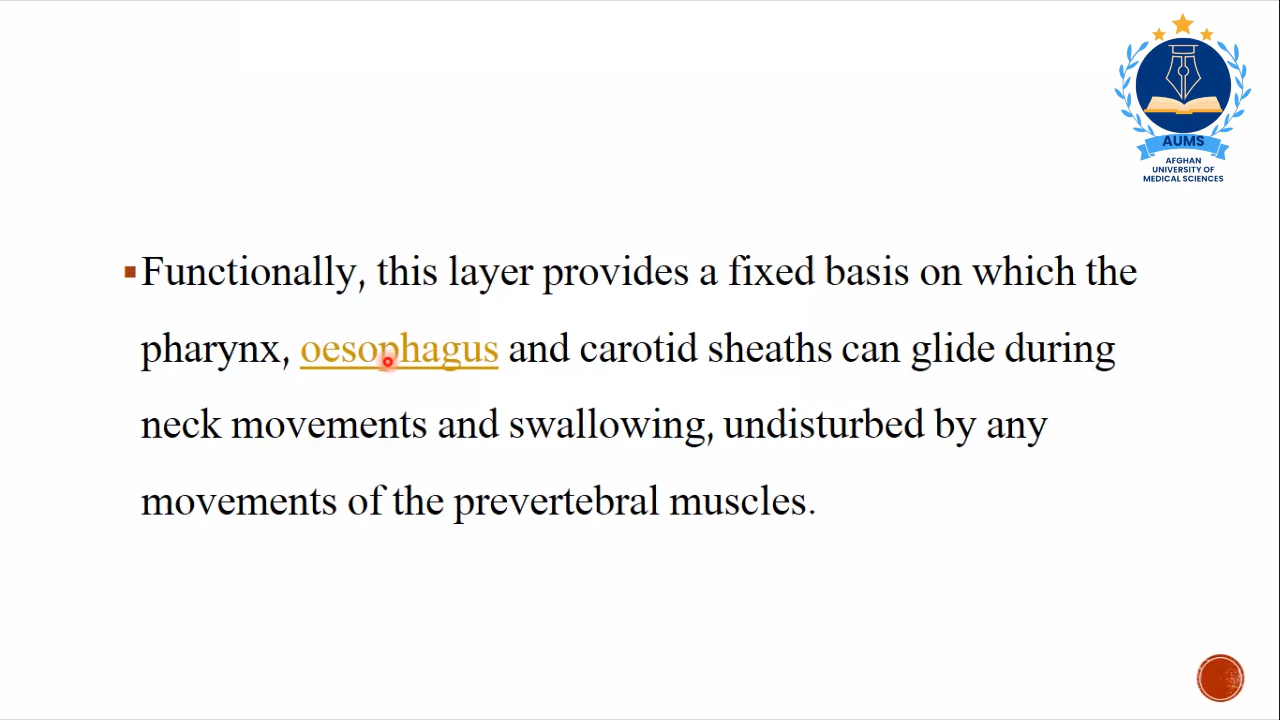 AUMS
AFGHAN
UNIVERSITY OF
MEDICAL SCIENCES
Functionally, this layer provides a fixed basis on which the
pharynx, oesophagus and carotid sheaths can glide during
neck movements and swallowing, undisturbed by any
movements of the prevertebral muscles.